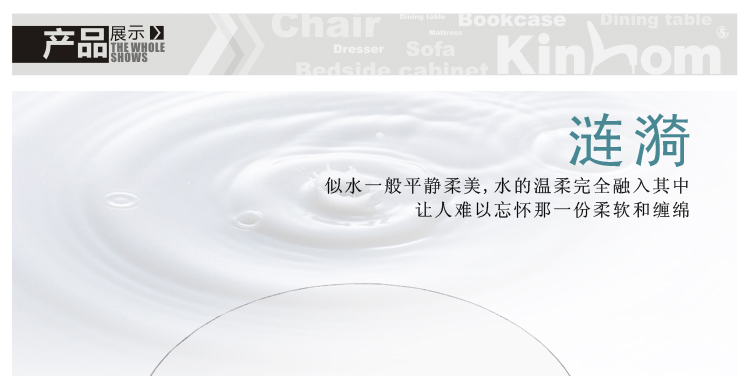 产品展示
THE WHOLE
SHOWS
Chair
Dining table
Bookcase
Dining table
Mattress
Dresser
Sofa
Kinhom
Bedside cabinet
涟漪
似水一般平静柔美,水的温柔完全融入其中
让人难以忘怀那一份柔软和缠绵